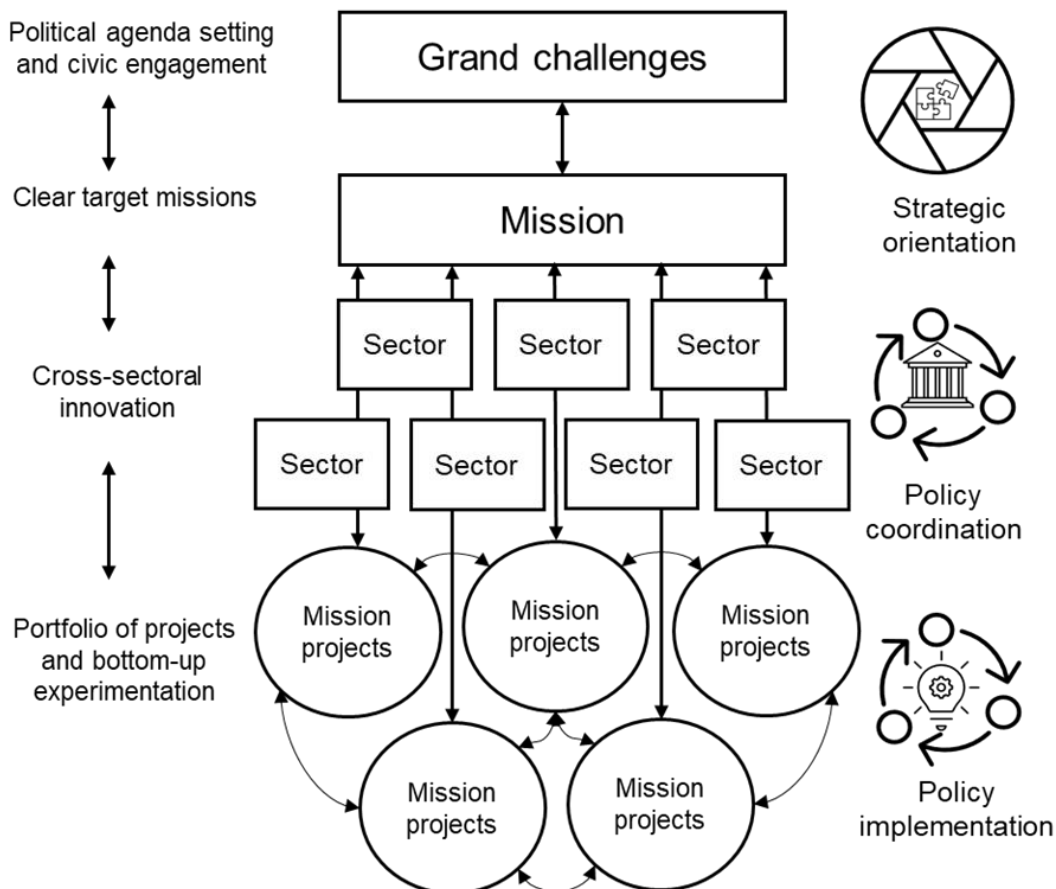 Political agenda setting
and civic engagement
Grand challenges
Clear target missions
Mission
Strategic
orientation
Sector
Sector
Sector
Cross-sectoral
innovation
Sector
Sector
Sector
Sector
Policy
coordination
Mission
projects
Mission
projects
Mission
projects
Portfolio of projects
and bottom-up
experimentation
Mission
projects
Mission
projects
Policy
implementation